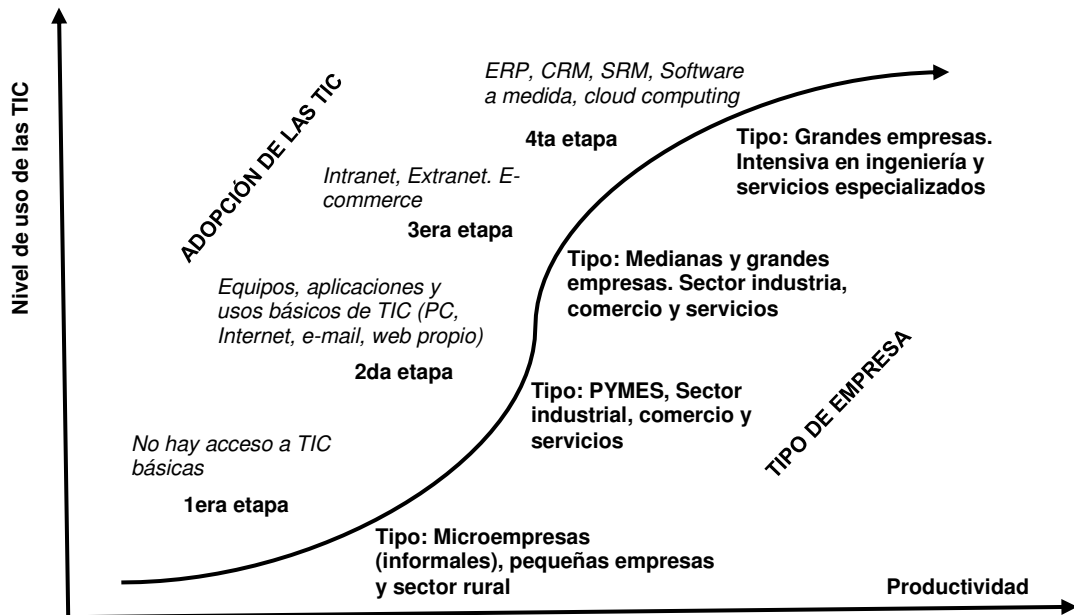 Nivel de uso de las TIC
ADOPCIÓN DE LAS TIC
ERP, CRM, SRM, Software
a medida, cloud computing
4ta etapa
Tipo: Grandes empresas.
Intensiva en ingeniería y
servicios especializados
Intranet, Extranet. E-
commerce
3era etapa
Tipo: Medianas y grandes
empresas. Sector industria,
comercio y servicios
Equipos, aplicaciones y
usos básicos de TIC (PC,
Internet, e-mail, web propio)
2da etapa
Tipo: PYMES, Sector
industrial, comercio y
servicios
TIPO DE EMPRESA
No hay acceso a TIC
básicas
1era etapa
Tipo: Microempresas
(informales), pequeñas empresas
y sector rural
Productividad